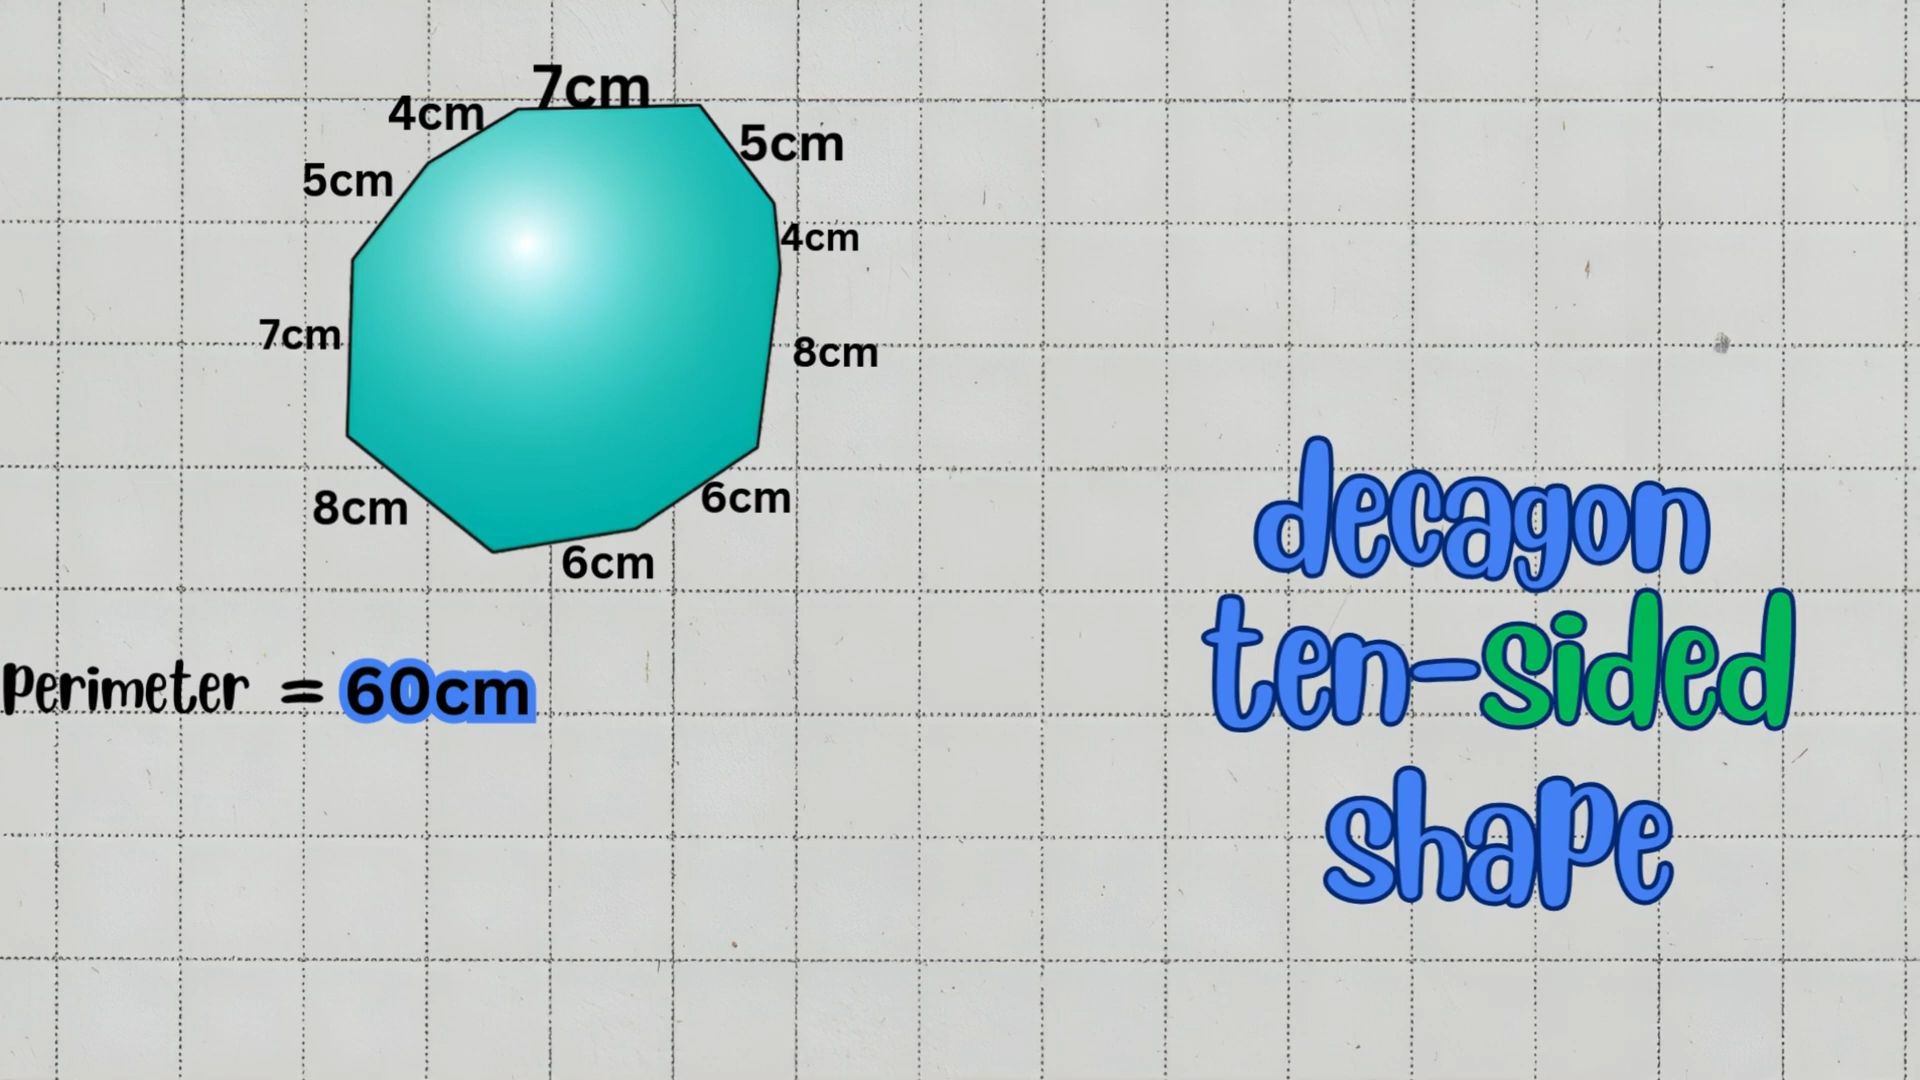 7cm
4cm
5cm
5cm
4cm
7cm
8cm
8cm
6cm
6cm
Perimeter = 60cm
decagon
ten-sided
shape